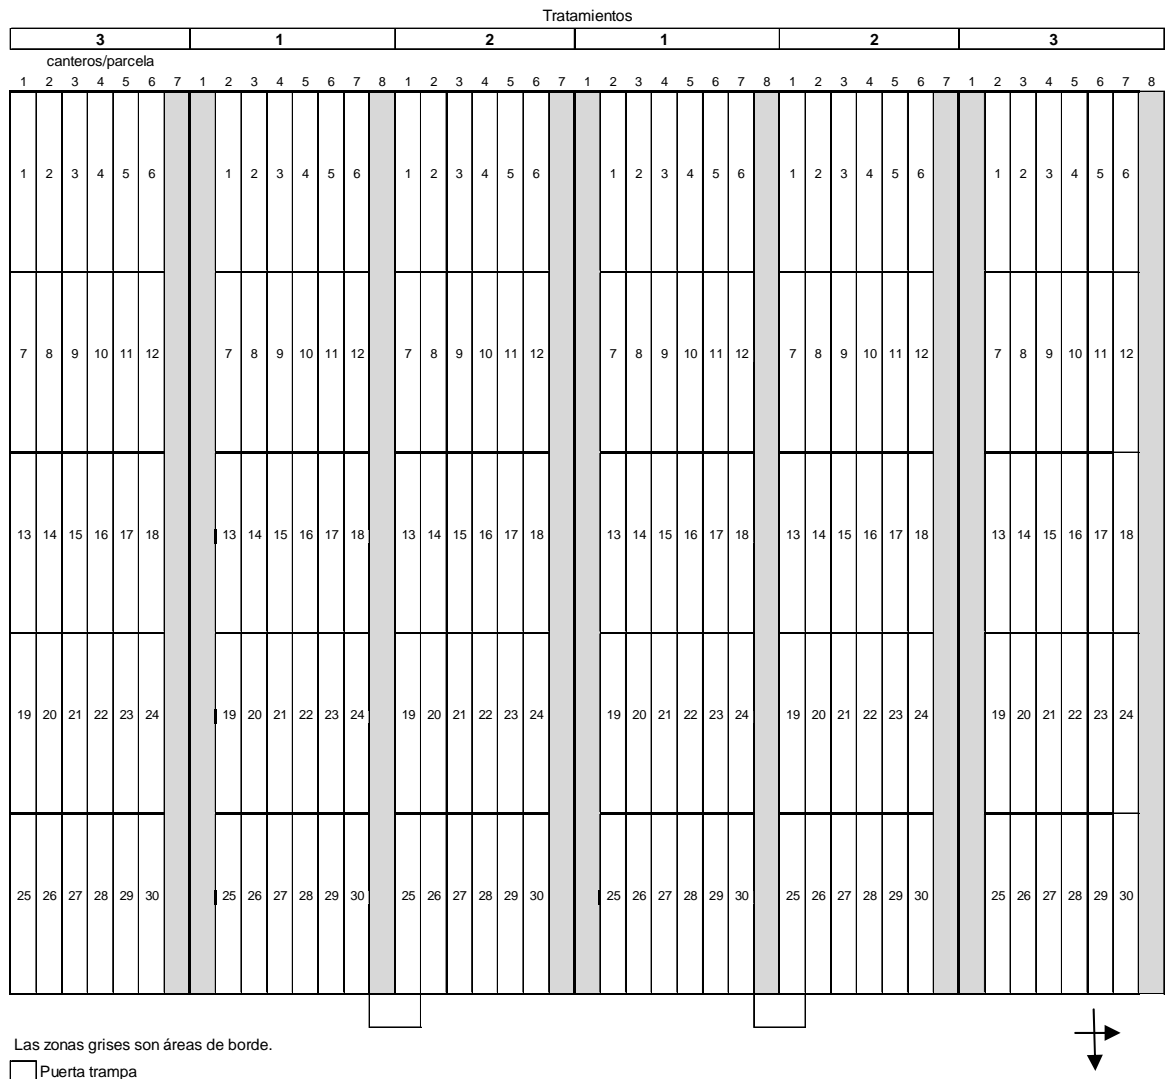 Tratamientos
3 1 2 1 2 3
canteros/parcela
1 2 3 4 5 6 7 1 2 3 4 5 6 7 8 1 2 3 4 5 6 7 1 2 3 4 5 6 7 8 1 2 3 4 5 6 7 1 2 3 4 5 6 7 8
1 2 3 4 5 6 1 2 3 4 5 6 1 2 3 4 5 6 1 2 3 4 5 6 1 2 3 4 5 6 1 2 3 4 5 6
7 8 9 10 11 12 7 8 9 10 11 12 7 8 9 10 11 12 7 8 9 10 11 12 7 8 9 10 11 12 7 8 9 10 11 12
13 14 15 16 17 18 13 14 15 16 17 18 13 14 15 16 17 18 13 14 15 16 17 18 13 14 15 16 17 18 13 14 15 16 17 18
19 20 21 22 23 24 19 20 21 22 23 24 19 20 21 22 23 24 19 20 21 22 23 24 19 20 21 22 23 24 19 20 21 22 23 24
25 26 27 28 29 30 25 26 27 28 29 30 25 26 27 28 29 30 25 26 27 28 29 30 25 26 27 28 29 30 25 26 27 28 29 30
Las zonas grises son áreas de borde.
Puerta trampa